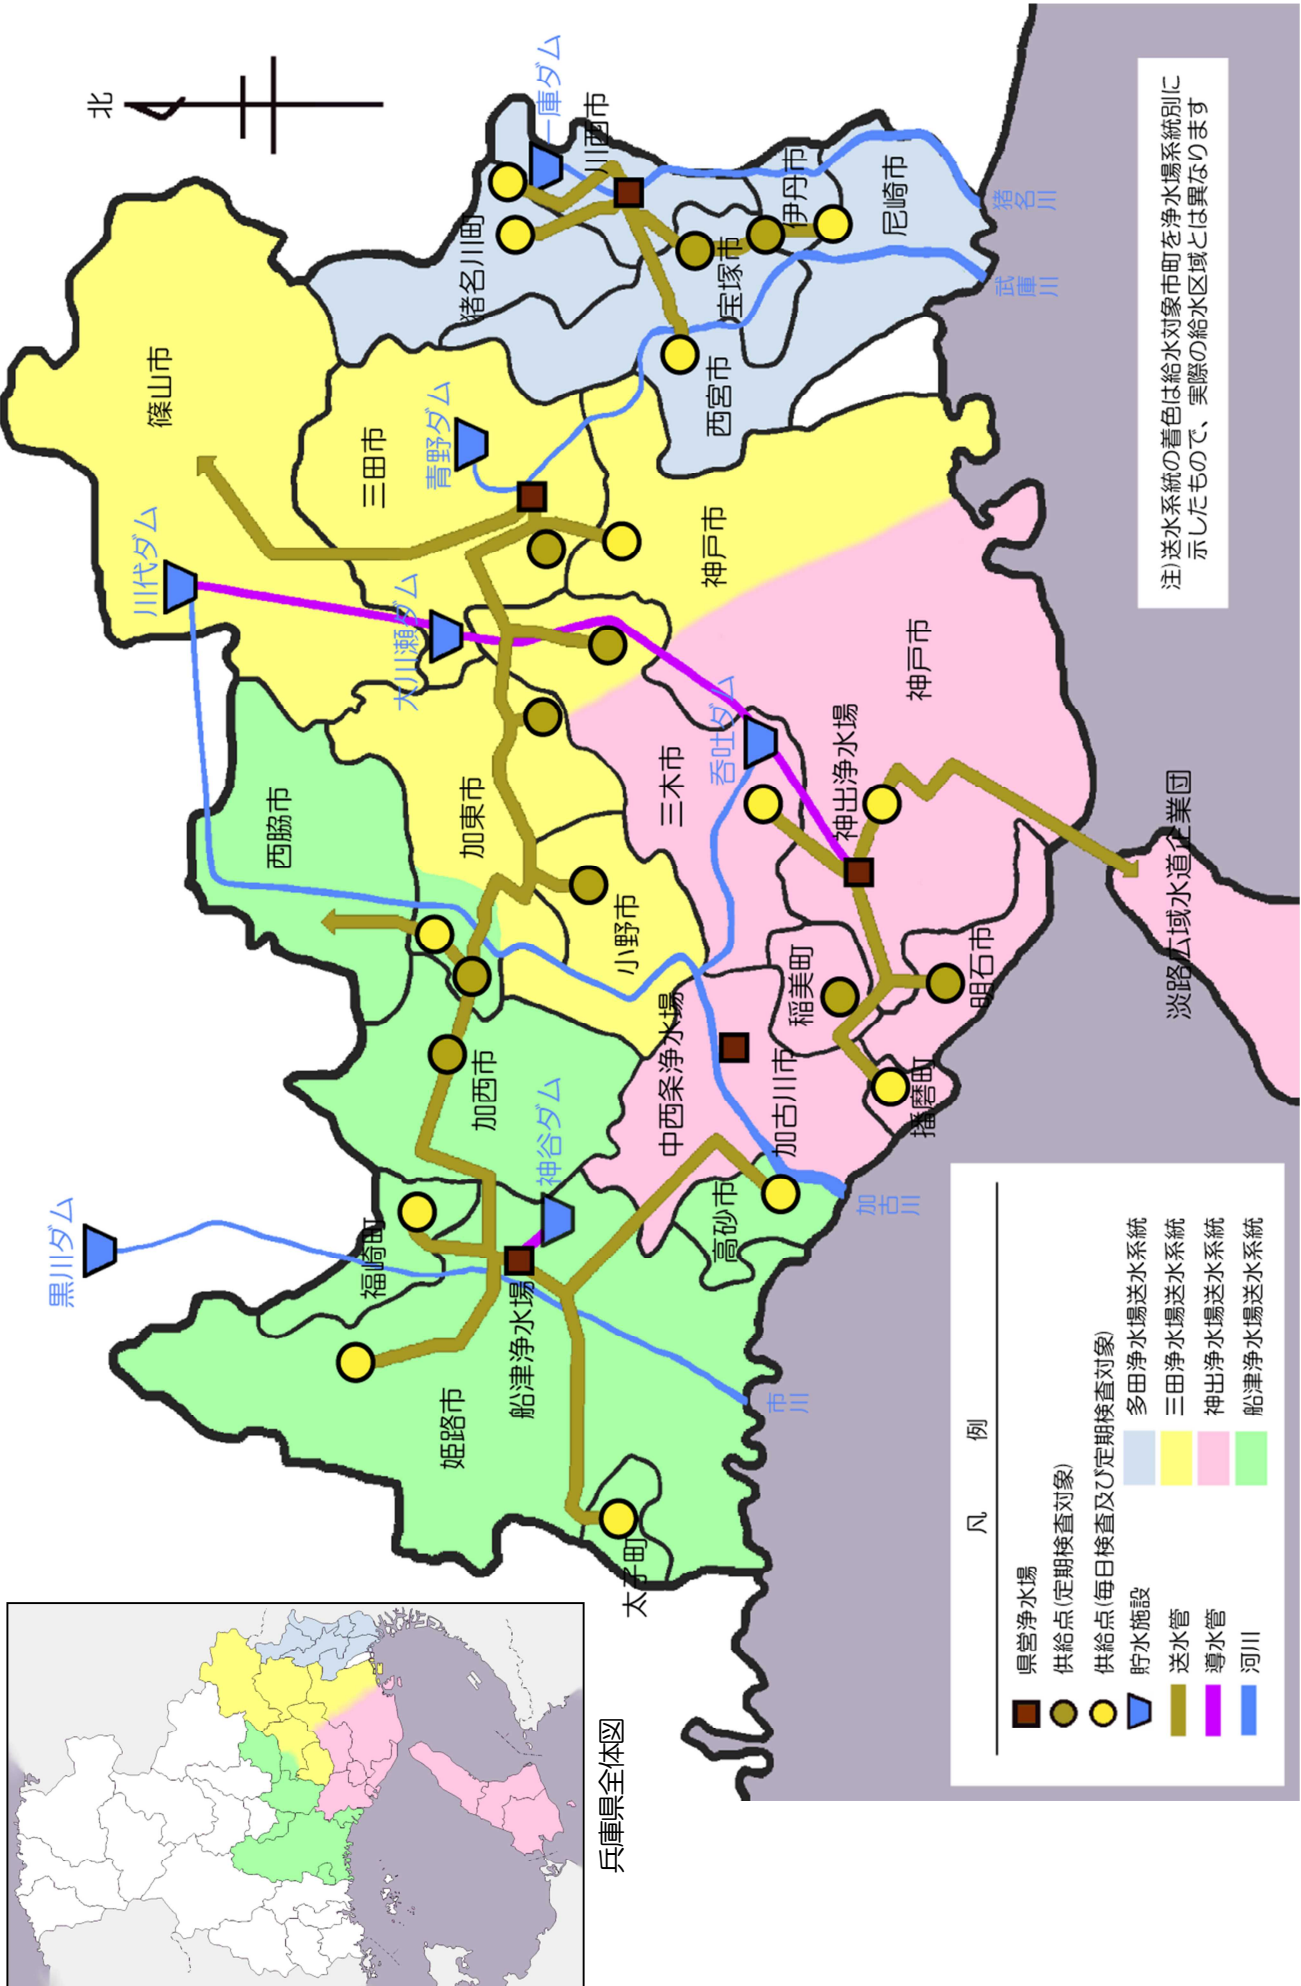 北
一庫ダム
川西市
猪名川町
伊丹市
尼崎市
宝塚市
西宮市
猪名川
武庫川
篠山市
三田市
青野ダム
川代ダム
大川瀬ダム
神戸市
神戸市
呑吐ダム
神出浄水場
三木市
加東市
西脇市
小野市
稲美町
明石市
淡路広域水道企業団
中西条浄水場
加古川市
播磨町
加古川
加西市
神谷ダム
高砂市
黒川ダム
福崎町
船津浄水場
姫路市
市川
太子町
兵庫県全体図
注)送水系統の着色は給水対象市町を浄水場系統別に
示したもので、実際の給水区域とは異なります
凡 例
県営浄水場
供給点(定期検査対象)
供給点(毎日検査及び定期検査対象)
貯水施設
送水管
導水管
河川
多田浄水場送水系統
三田浄水場送水系統
神出浄水場送水系統
船津浄水場送水系統